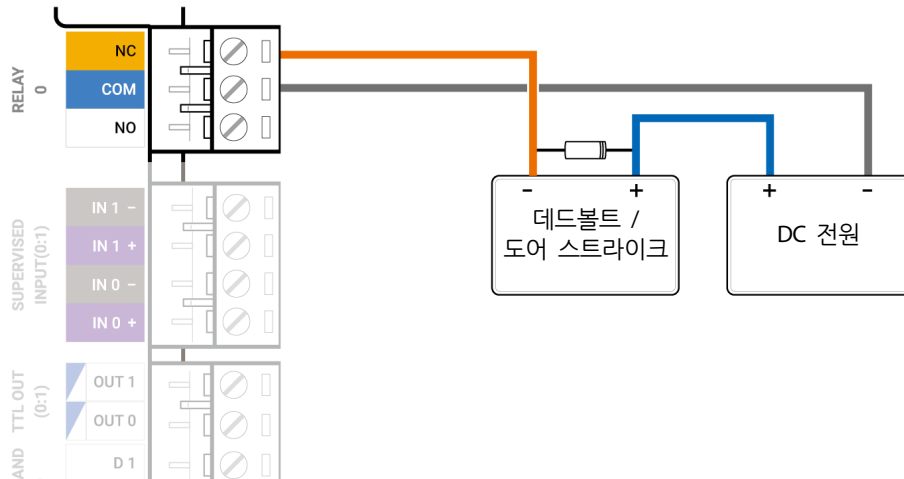 RELAY
0
NC
COM
NO
SUPERVISED
INPUT(0:1)
IN 1 −
IN 1 +
IN 0 −
IN 0 +
TTL OUT
(0:1)
OUT 1
OUT 0
AND
D 1
− +
데드볼트 /
도어 스트라이크
+ −
DC 전원